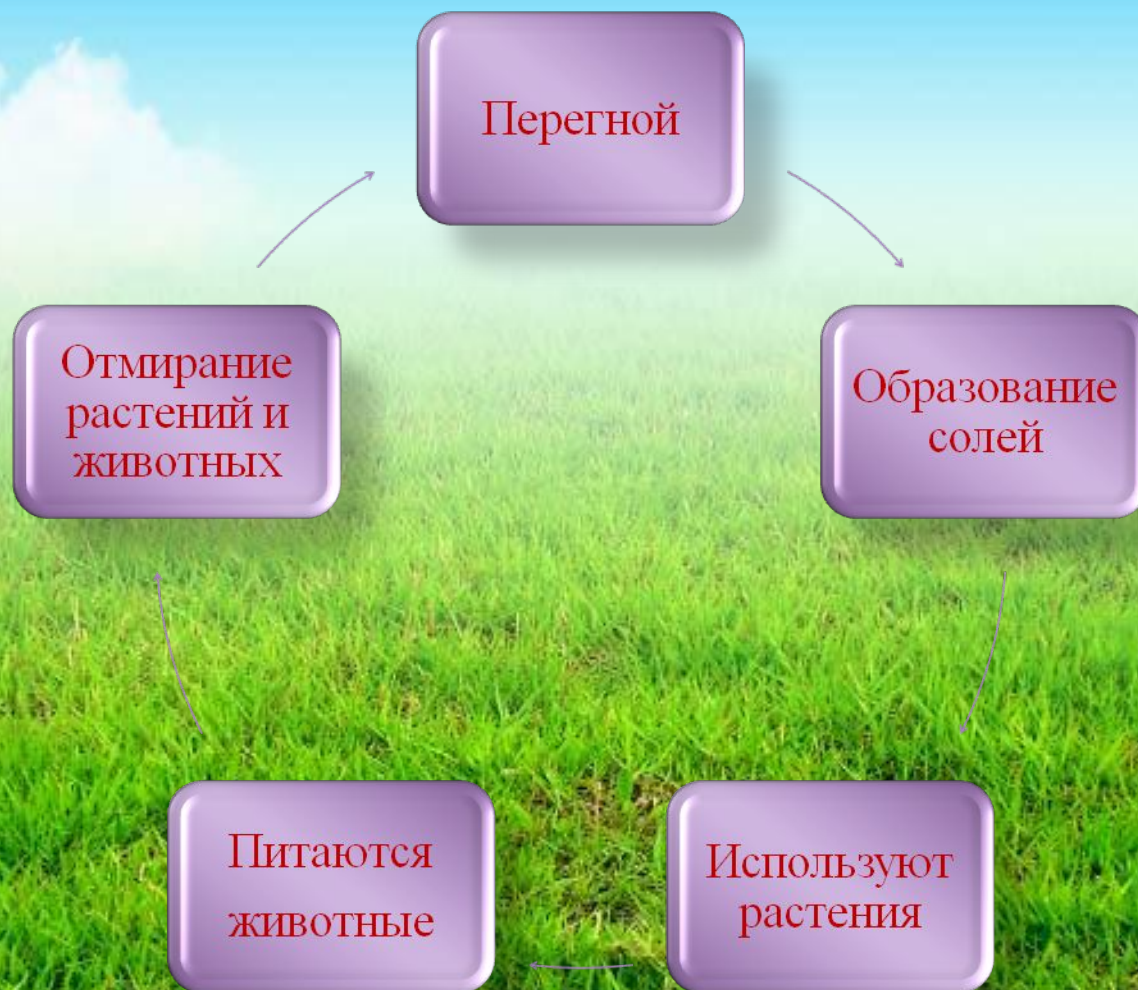 Перегной
Образование
солей
Используют
растения
Питаются
животные
Отмирание
растений и
животных